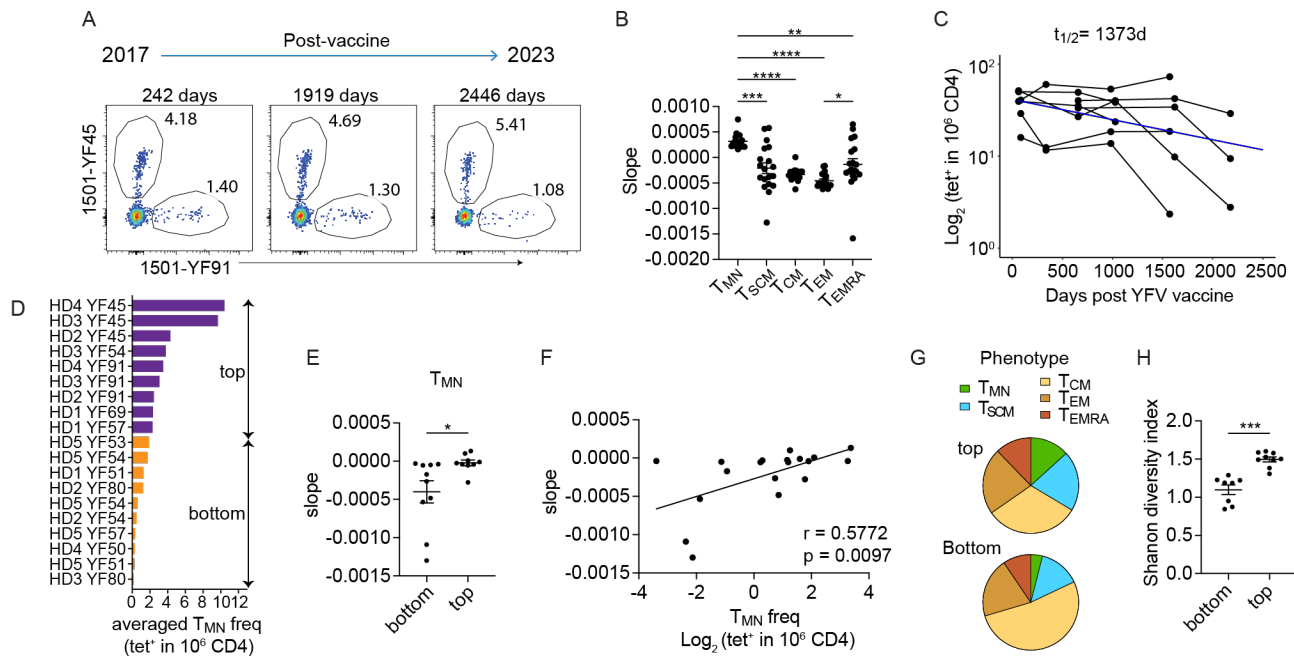 A
2017
Post-vaccine
2023
242 days
1919 days
2446 days
4.18
1.40
4.69
1.30
5.41
1.08
1501-YF45
1501-YF91
B
**
****
****
***
*
0.0010
0.0005
0.0000
-0.0005
-0.0010
-0.0015
-0.0020
Slope
TMN
TSCM
TCM
TEM
TEMRA
C
t1/2= 1373d
10²
10¹
10⁰
Log2 (tet⁺ in 10⁶ CD4)
0
500
1000
1500
2000
2500
Days post YFV vaccine
D
HD4 YF45
HD3 YF45
HD2 YF45
HD3 YF54
HD4 YF91
HD3 YF91
HD2 YF91
HD1 YF69
HD1 YF57
HD5 YF53
HD5 YF54
HD1 YF51
HD2 YF80
HD5 YF54
HD2 YF54
HD5 YF57
HD4 YF50
HD5 YF51
HD3 YF80
top
bottom
0 2 4 6 8 10 12
averaged TMN freq
(tet⁺ in 10⁶ CD4)
E
TMN
*
0.0005
0.0000
-0.0005
-0.0010
-0.0015
slope
bottom
top
F
0.0005
0.0000
-0.0005
-0.0010
-0.0015
slope
r = 0.5772
p = 0.0097
-4
-2
0
2
4
TMN freq
Log2 (tet⁺ in 10⁶ CD4)
G
Phenotype
TMN
TSCM
TCM
TEM
TEMRA
top
Bottom
H
***
2.0
1.5
1.0
0.5
0.0
Shanon diversity index
bottom
top